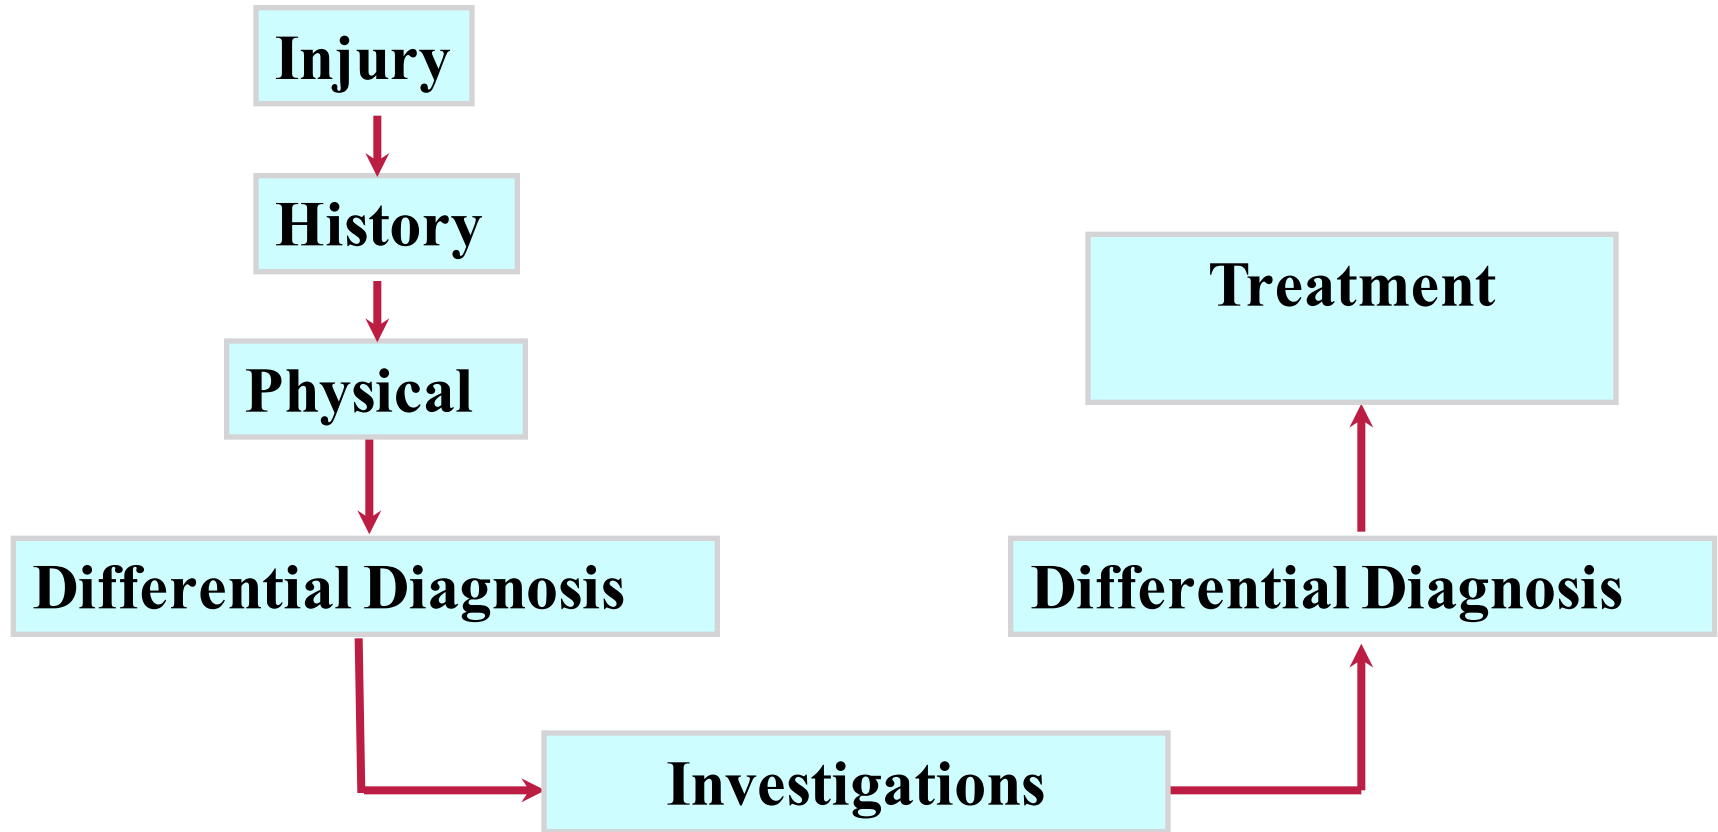 Injury
History
Physical
Differential Diagnosis
Investigations
Differential Diagnosis
Treatment